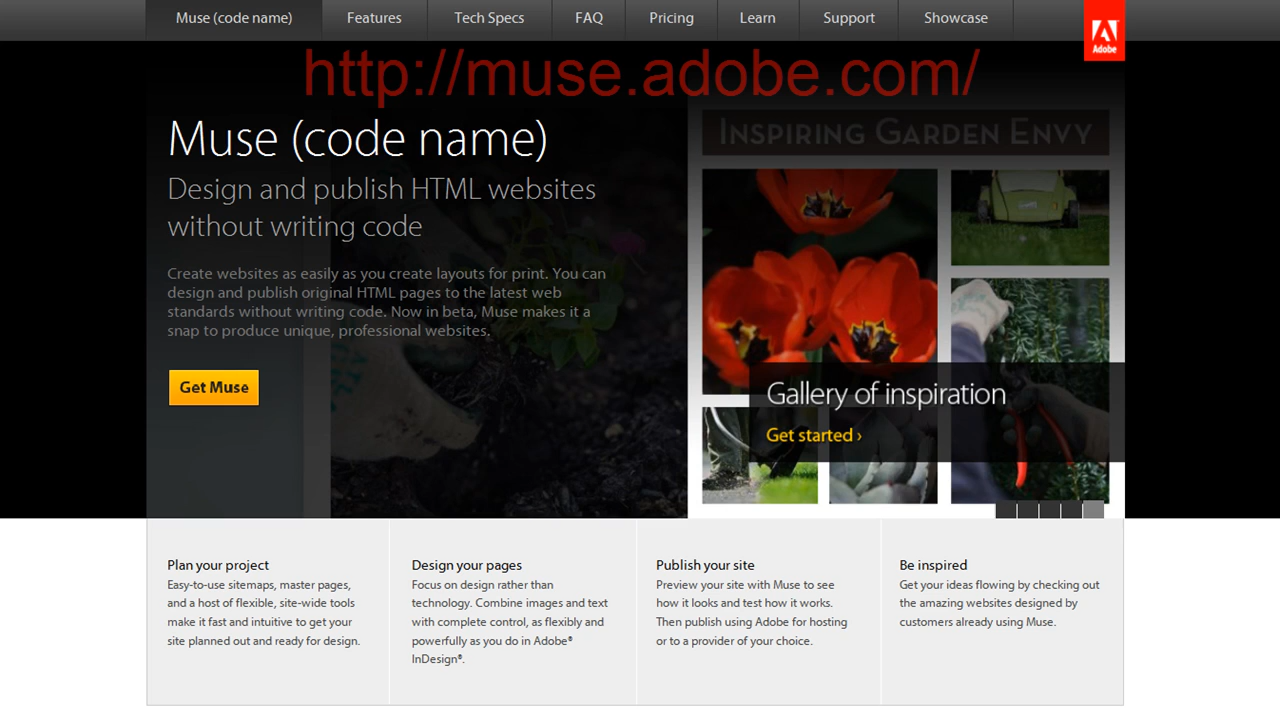 Muse (code name)
Features
Tech Specs
FAQ
Pricing
Learn
Support
Showcase
Adobe
http://muse.adobe.com/
Muse (code name)
Design and publish HTML websites
without writing code
Create websites as easily as you create layouts for print. You can
design and publish original HTML pages to the latest web
standards without writing code. Now in beta, Muse makes it a
snap to produce unique, professional websites.
Get Muse
INSPIRING GARDEN ENVY
Gallery of inspiration
Get started ›
Plan your project
Easy-to-use sitemaps, master pages,
and a host of flexible, site-wide tools
make it fast and intuitive to get your
site planned out and ready for design.
Design your pages
Focus on design rather than
technology. Combine images and text
with complete control, as flexibly and
powerfully as you do in Adobe®
InDesign®.
Publish your site
Preview your site with Muse to see
how it looks and test how it works.
Then publish using Adobe for hosting
or to a provider of your choice.
Be inspired
Get your ideas flowing by checking out
the amazing websites designed by
customers already using Muse.